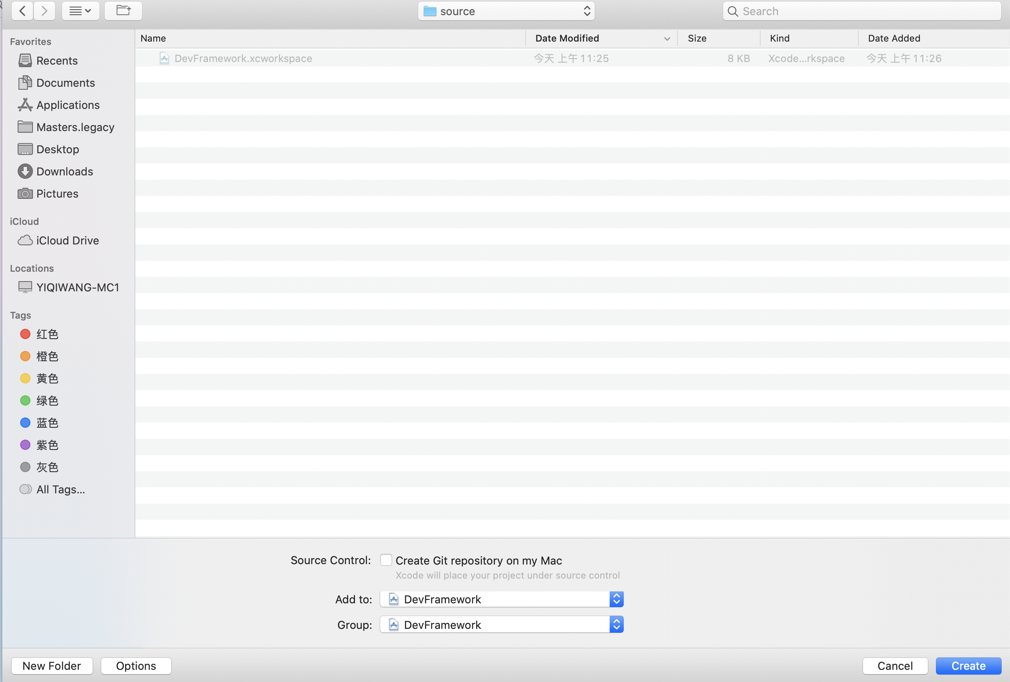 source
Search
Favorites
Recents
Documents
Applications
Masters.legacy
Desktop
Downloads
Pictures
iCloud
iCloud Drive
Locations
YIQIWANG-MC1
Tags
红色
橙色
黄色
绿色
蓝色
紫色
灰色
All Tags...
Name Date Modified Size Kind Date Added
DevFramework.xcworkspace 今天 上午11:25 8 KB Xcode...rkspace 今天 上午11:26
Source Control: Create Git repository on my Mac
Xcode will place your project under source control
Add to: DevFramework
Group: DevFramework
New Folder Options Cancel Create